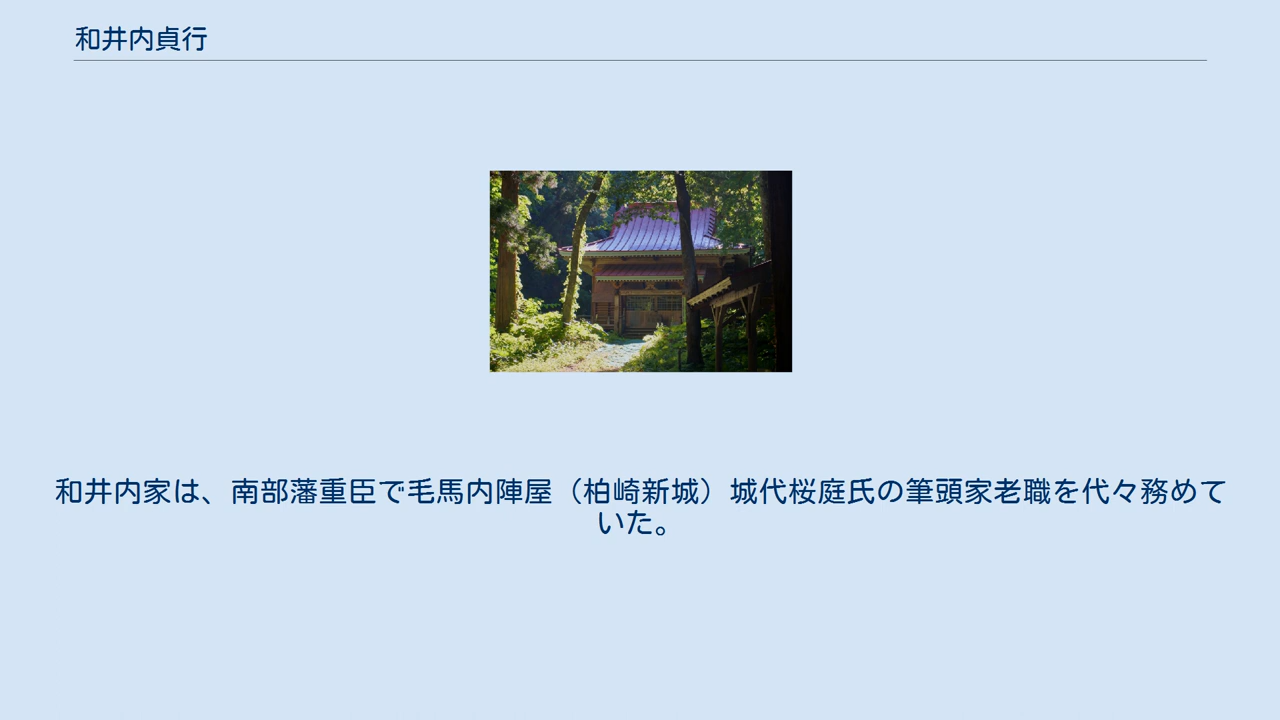 和井内貞行
和井内家は、南部藩重臣で毛馬内陣屋（柏崎新城）城代桜庭氏の筆頭家老職を代々務めて
いた。